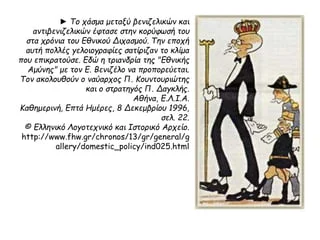 ► Το χάσμα μεταξύ βενιζελικών και
αντιβενιζελικών έφτασε στην κορύφωσή του
στα χρόνια του Εθνικού Διχασμού. Την εποχή
αυτή πολλές γελοιογραφίες σατίριζαν το κλίμα
που επικρατούσε. Εδώ η τριανδρία της "Εθνικής
Αμύνης" με τον Ε. Βενιζέλο να προπορεύεται.
Τον ακολουθούν ο ναύαρχος Π. Κουντουριώτης
και ο στρατηγός Π. Δαγκλής.
Αθήνα, Ε.Λ.Ι.Α.
Καθημερινή, Επτά Ημέρες, 8 Δεκεμβρίου 1996,
σελ. 22.
© Ελληνικό Λογοτεχνικό και Ιστορικό Αρχείο.
http://www.fhw.gr/chronos/13/gr/general/g
allery/domestic_policy/ind025.html